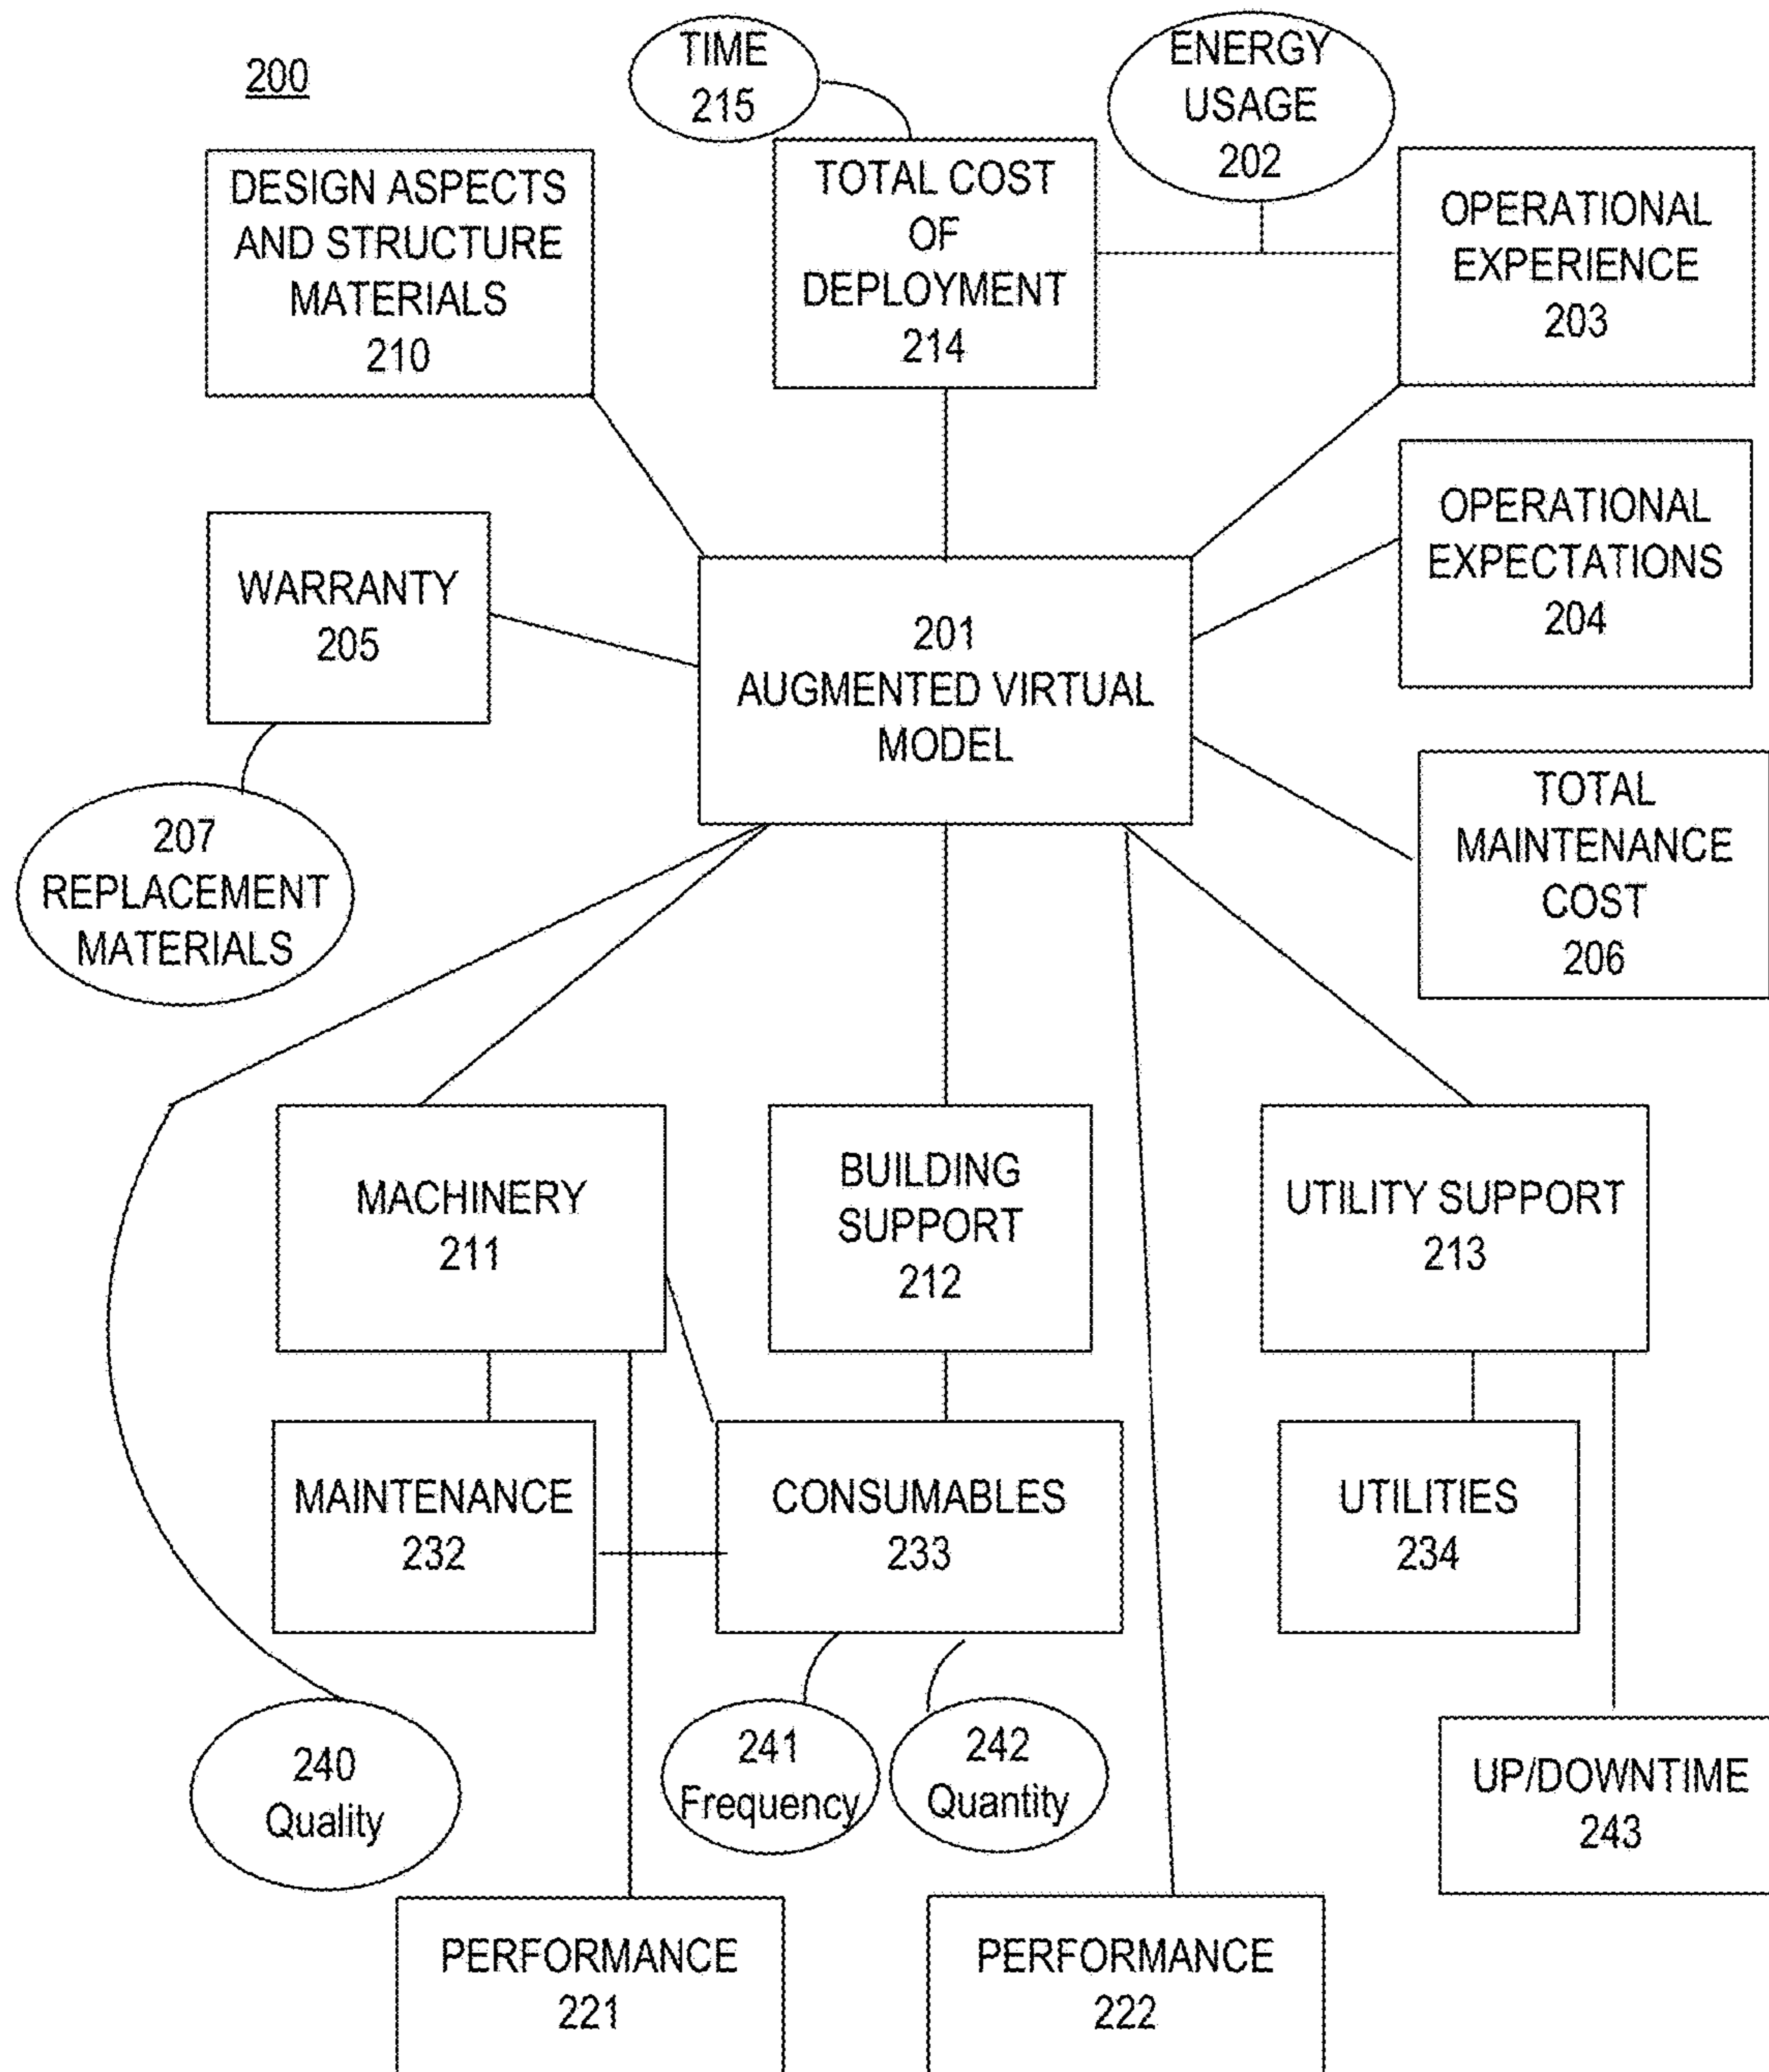 200
TIME
215
ENERGY
USAGE
202
DESIGN ASPECTS
AND STRUCTURE
MATERIALS
210
TOTAL COST
OF
DEPLOYMENT
214
OPERATIONAL
EXPERIENCE
203
OPERATIONAL
EXPECTATIONS
204
WARRANTY
205
201
AUGMENTED VIRTUAL
MODEL
TOTAL
MAINTENANCE
COST
206
207
REPLACEMENT
MATERIALS
MACHINERY
211
BUILDING
SUPPORT
212
UTILITY SUPPORT
213
MAINTENANCE
232
CONSUMABLES
233
UTILITIES
234
240
Quality
241
Frequency
242
Quantity
UP/DOWNTIME
243
PERFORMANCE
221
PERFORMANCE
222